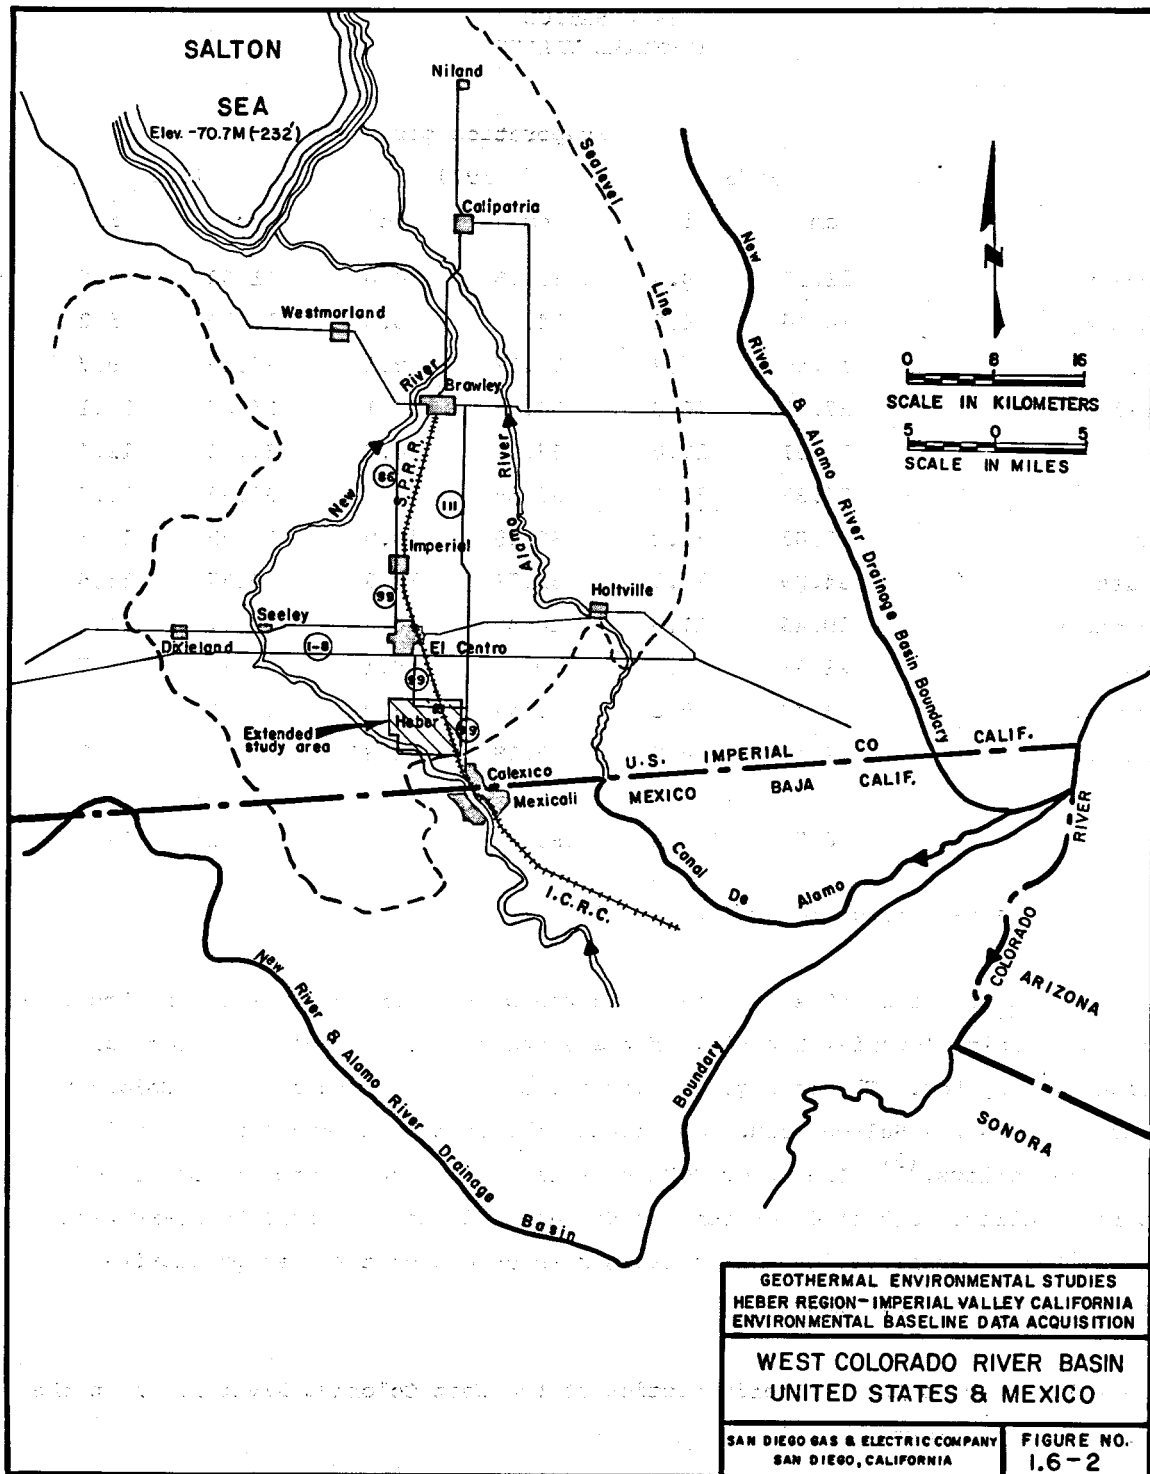 SALTON
SEA
Elev. -70.7M (-232')
Niland
Sealevel
Line
Calipatria
Westmorland
New
River
Brawley
New River & Alamo River Drainage Basin Boundary
0 8 16
SCALE IN KILOMETERS
5 0 5
SCALE IN MILES
86
S.P.R.R.
111
Alamo River
Imperial
99
Holtville
Seeley
Dixieland
I-8
El Centro
99
Heber
99
Extended
study area
Calexico
Mexicali
U.S. IMPERIAL CO CALIF.
MEXICO BAJA CALIF.
RIVER
COLORADO
Canal De Alamo
I.C.R.C.
ARIZONA
SONORA
New River & Alamo River Drainage Basin Boundary
GEOTHERMAL ENVIRONMENTAL STUDIES
HEBER REGION-IMPERIAL VALLEY CALIFORNIA
ENVIRONMENTAL BASELINE DATA ACQUISITION
WEST COLORADO RIVER BASIN
UNITED STATES & MEXICO
SAN DIEGO GAS & ELECTRIC COMPANY
SAN DIEGO, CALIFORNIA
FIGURE NO.
1.6-2